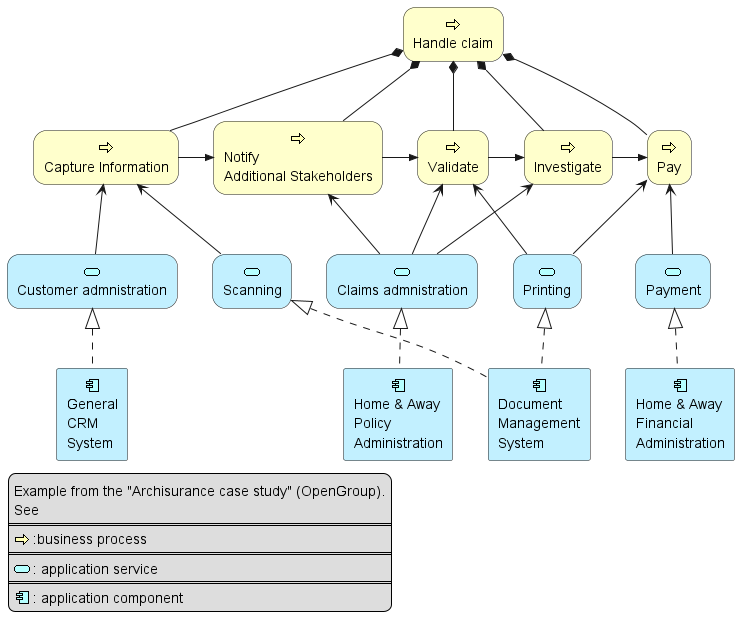 Handle claim
Capture Information
Notify
Additional Stakeholders
Validate
Investigate
Pay
Customer admnistration
Scanning
Claims admnistration
Printing
Payment
General
CRM
System
Home & Away
Policy
Administration
Document
Management
System
Home & Away
Financial
Administration
Example from the "Archisurance case study" (OpenGroup).
See
:business process
: application service
: application component